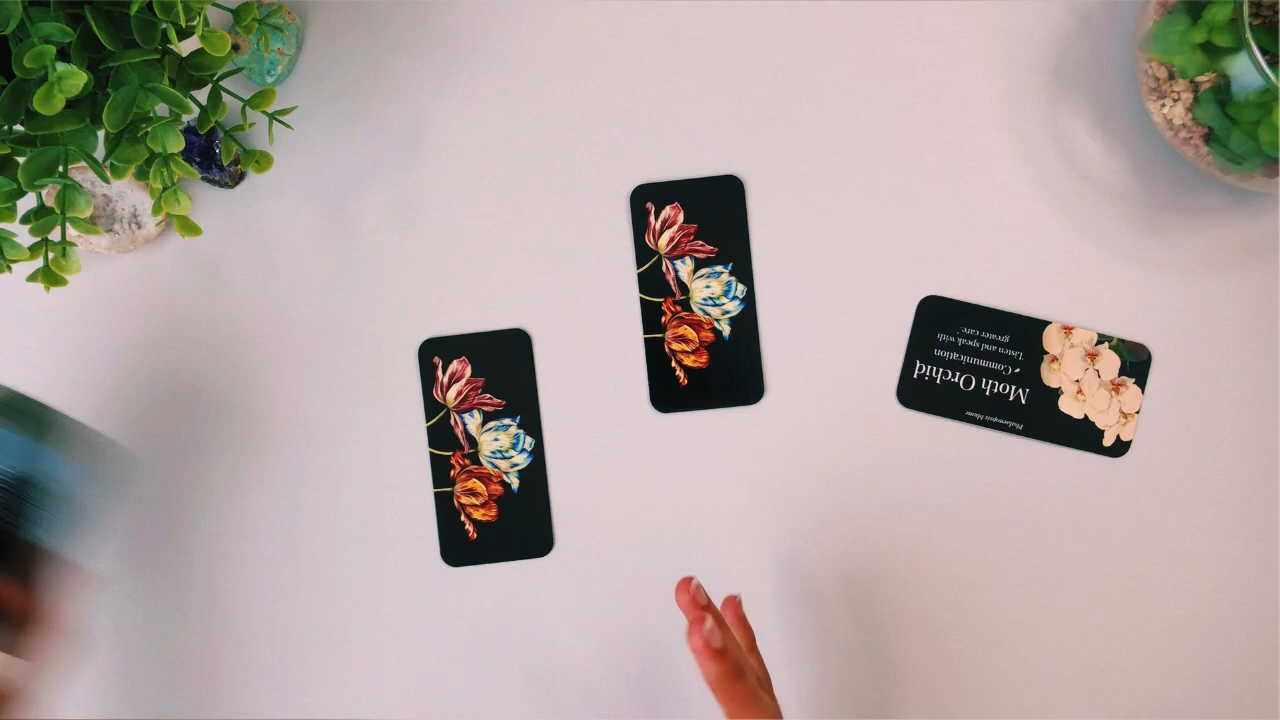 Phalaenopsis blume
Moth Orchid
Communication
'Listen and speak with
greater care.'